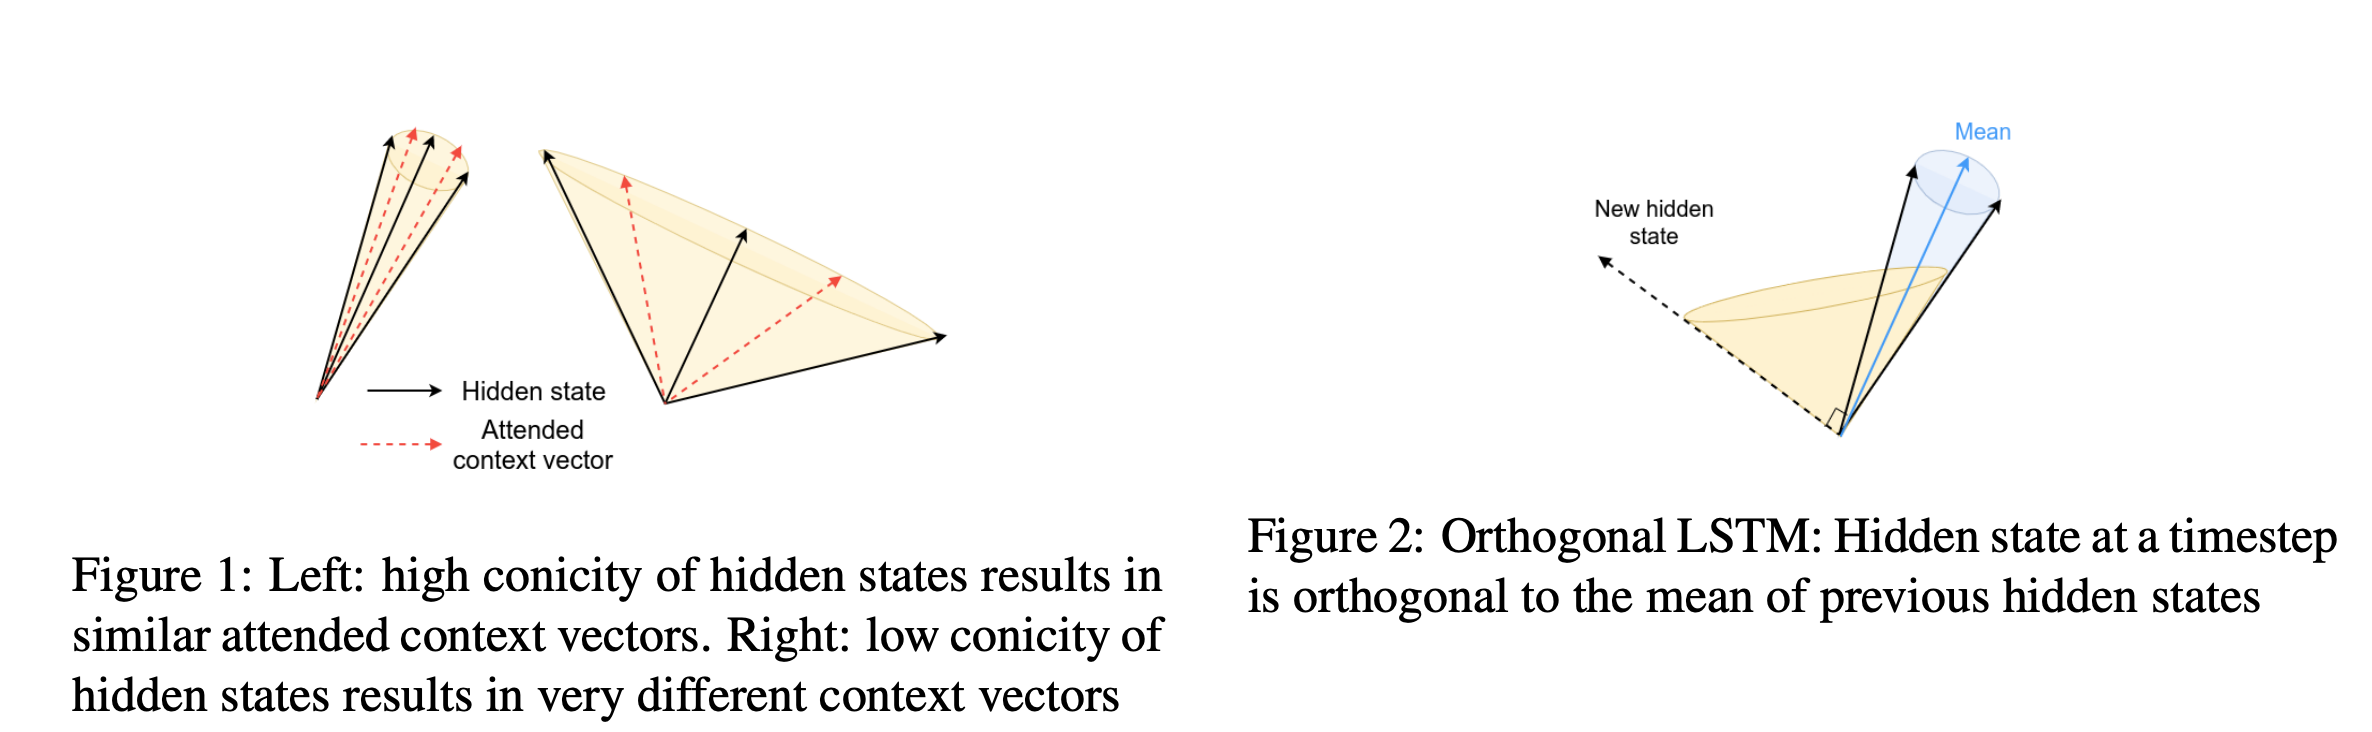 Hidden state
Attended
context vector
Figure 1: Left: high conicity of hidden states results in
similar attended context vectors. Right: low conicity of
hidden states results in very different context vectors
Mean
New hidden
state
Figure 2: Orthogonal LSTM: Hidden state at a timestep
is orthogonal to the mean of previous hidden states